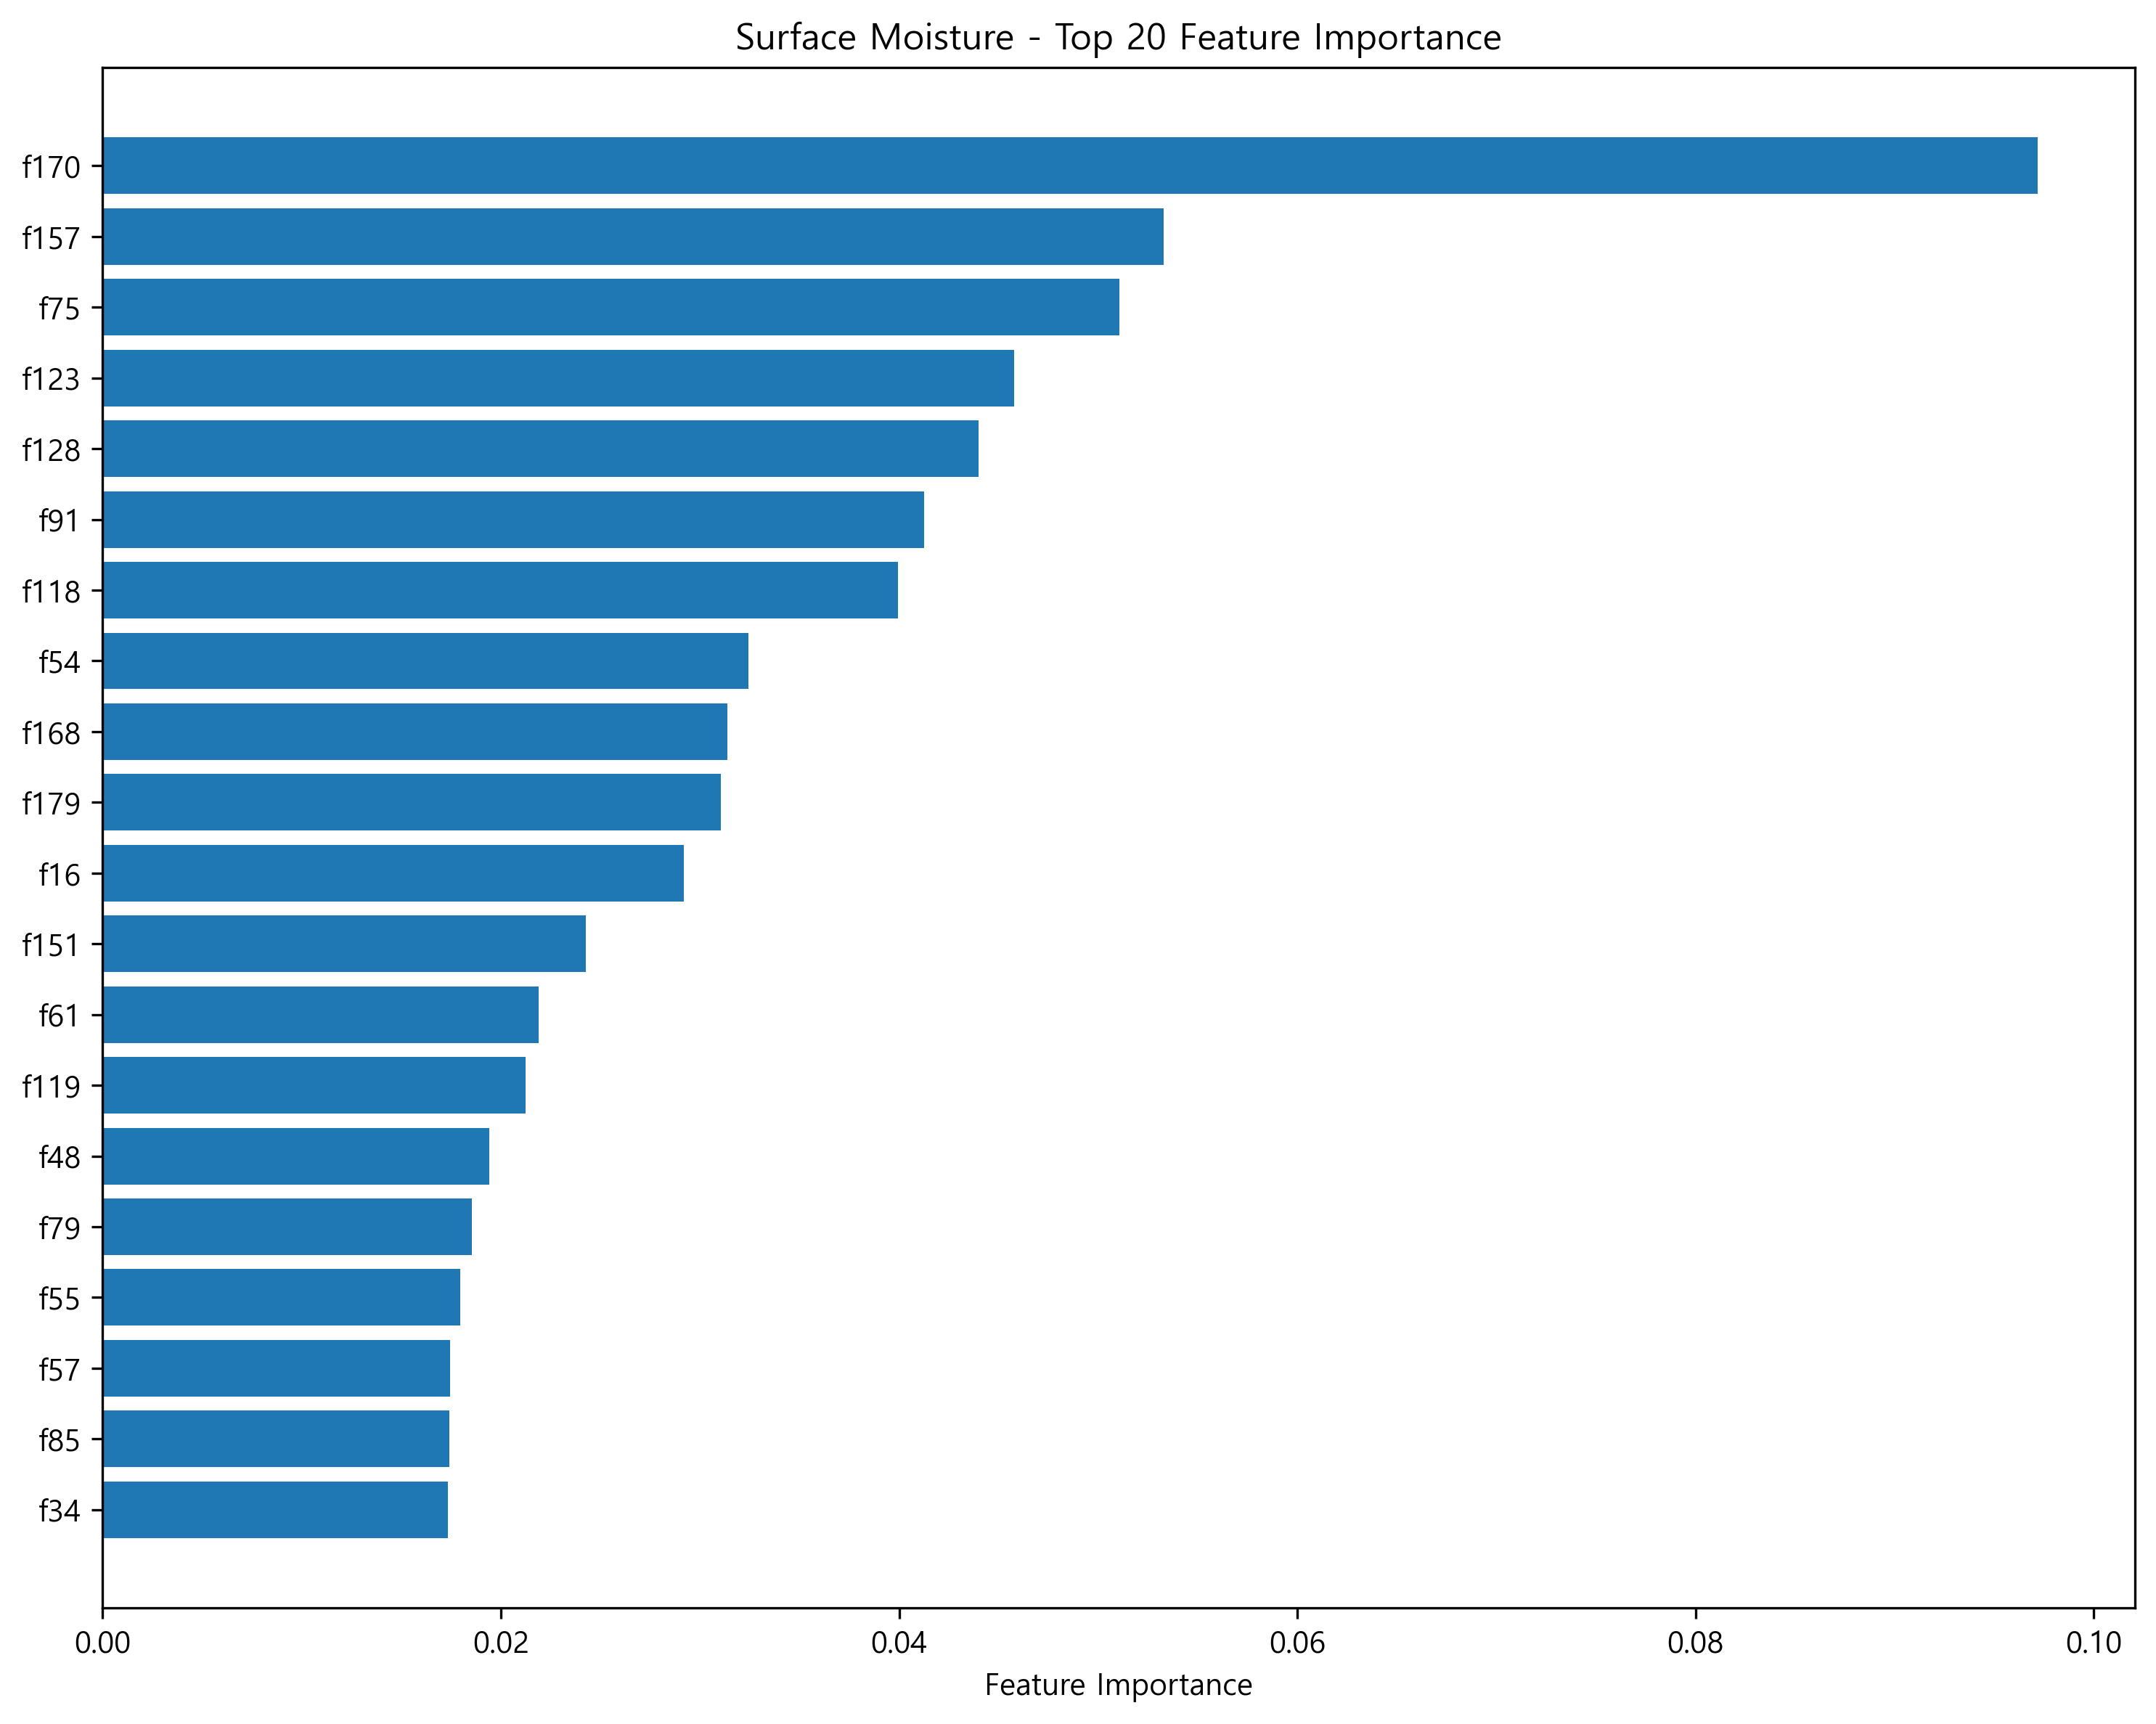 Surface Moisture - Top 20 Feature Importance
f170
f157
f75
f123
f128
f91
f118
f54
f168
f179
f16
f151
f61
f119
f48
f79
f55
f57
f85
f34
0.00 0.02 0.04 0.06 0.08 0.10
Feature Importance